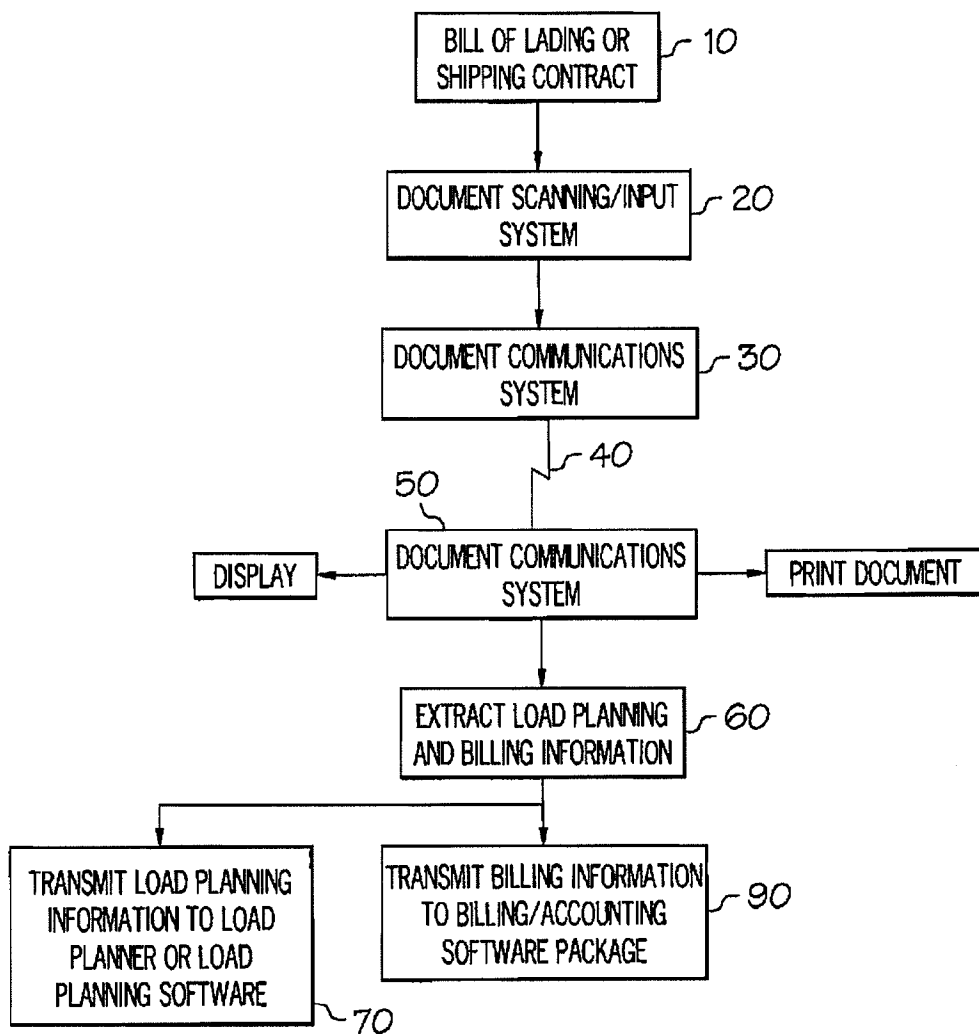 BILL OF LADING OR
SHIPPING CONTRACT
10
DOCUMENT SCANNING/INPUT
SYSTEM
20
DOCUMENT COMMUNICATIONS
SYSTEM
30
40
50
DOCUMENT COMMUNICATIONS
SYSTEM
DISPLAY
PRINT DOCUMENT
EXTRACT LOAD PLANNING
AND BILLING INFORMATION
60
TRANSMIT LOAD PLANNING
INFORMATION TO LOAD
PLANNER OR LOAD
PLANNING SOFTWARE
70
TRANSMIT BILLING INFORMATION
TO BILLING/ACCOUNTING
SOFTWARE PACKAGE
90